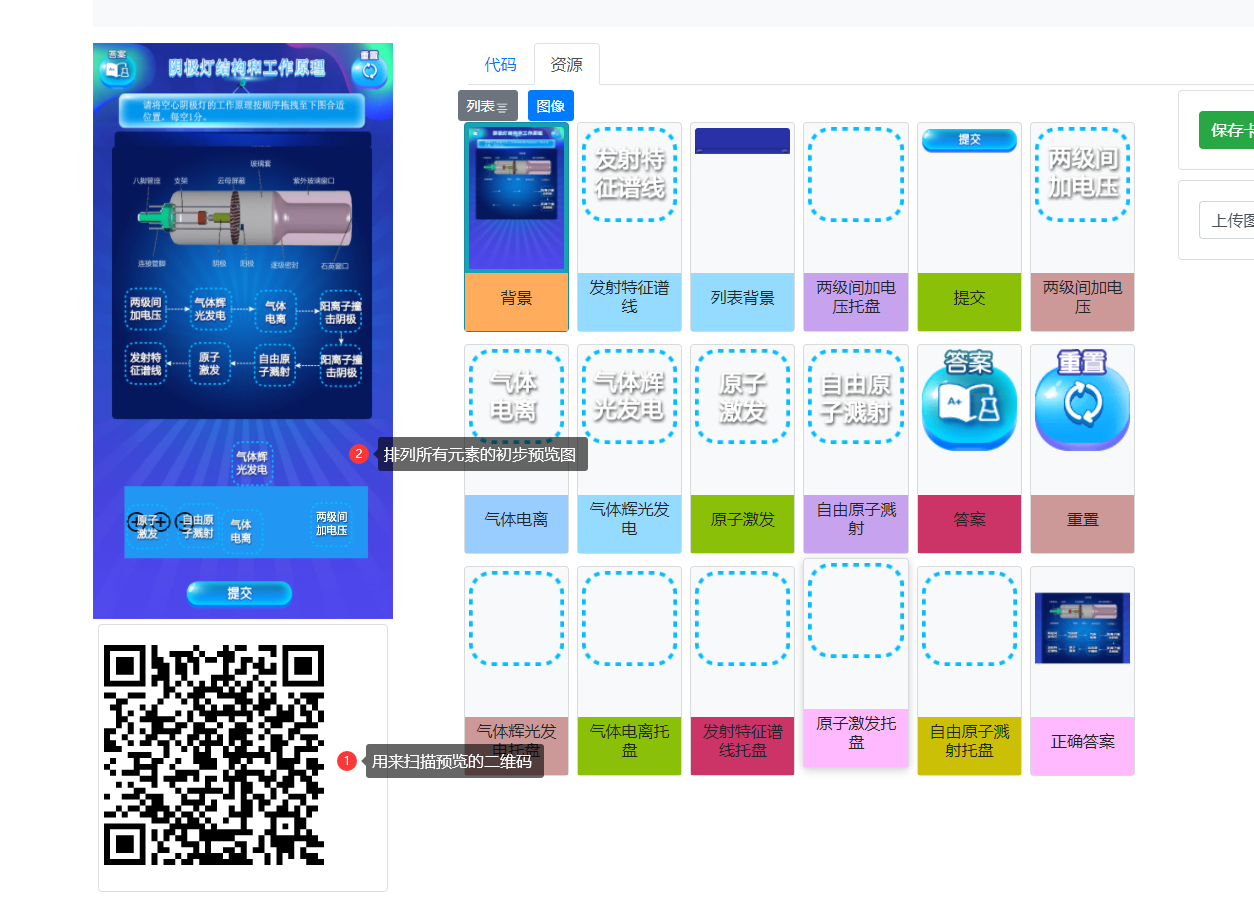 答案
阴极灯结构和工作原理
重置
请将空心阴极灯的工作原理按顺序拖拽至下图合适
位置，每空1分。
玻璃套
八脚管座
支架
云母屏蔽
紫外玻璃窗口
连接管脚
阴极
阳极
逐级密封
石英窗口
两级间
加电压
气体辉
光发电
气体
电离
阳离子撞
击阴极
发射特
征谱线
原子
激发
自由原
子溅射
阳离子撞
击阴极
气体辉
光发电
2
排列所有元素的初步预览图
原子
激发
自由原
子溅射
气体
电离
两级间
加电压
提交
1
用来扫描预览的二维码
代码
资源
列表
图像
背景
发射特
征谱线
发射特征谱
线
列表背景
两级间加电
压托盘
提交
提交
两级间
加电压
两级间加电
压
气体
电离
气体电离
气体辉
光发电
气体辉光发
电
原子
激发
原子激发
自由原
子溅射
自由原子溅
射
答案
A+
答案
重置
重置
气体辉光发
电托盘
气体电离托
盘
发射特征谱
线托盘
原子激发托
盘
自由原子溅
射托盘
正确答案
保存卡
上传图